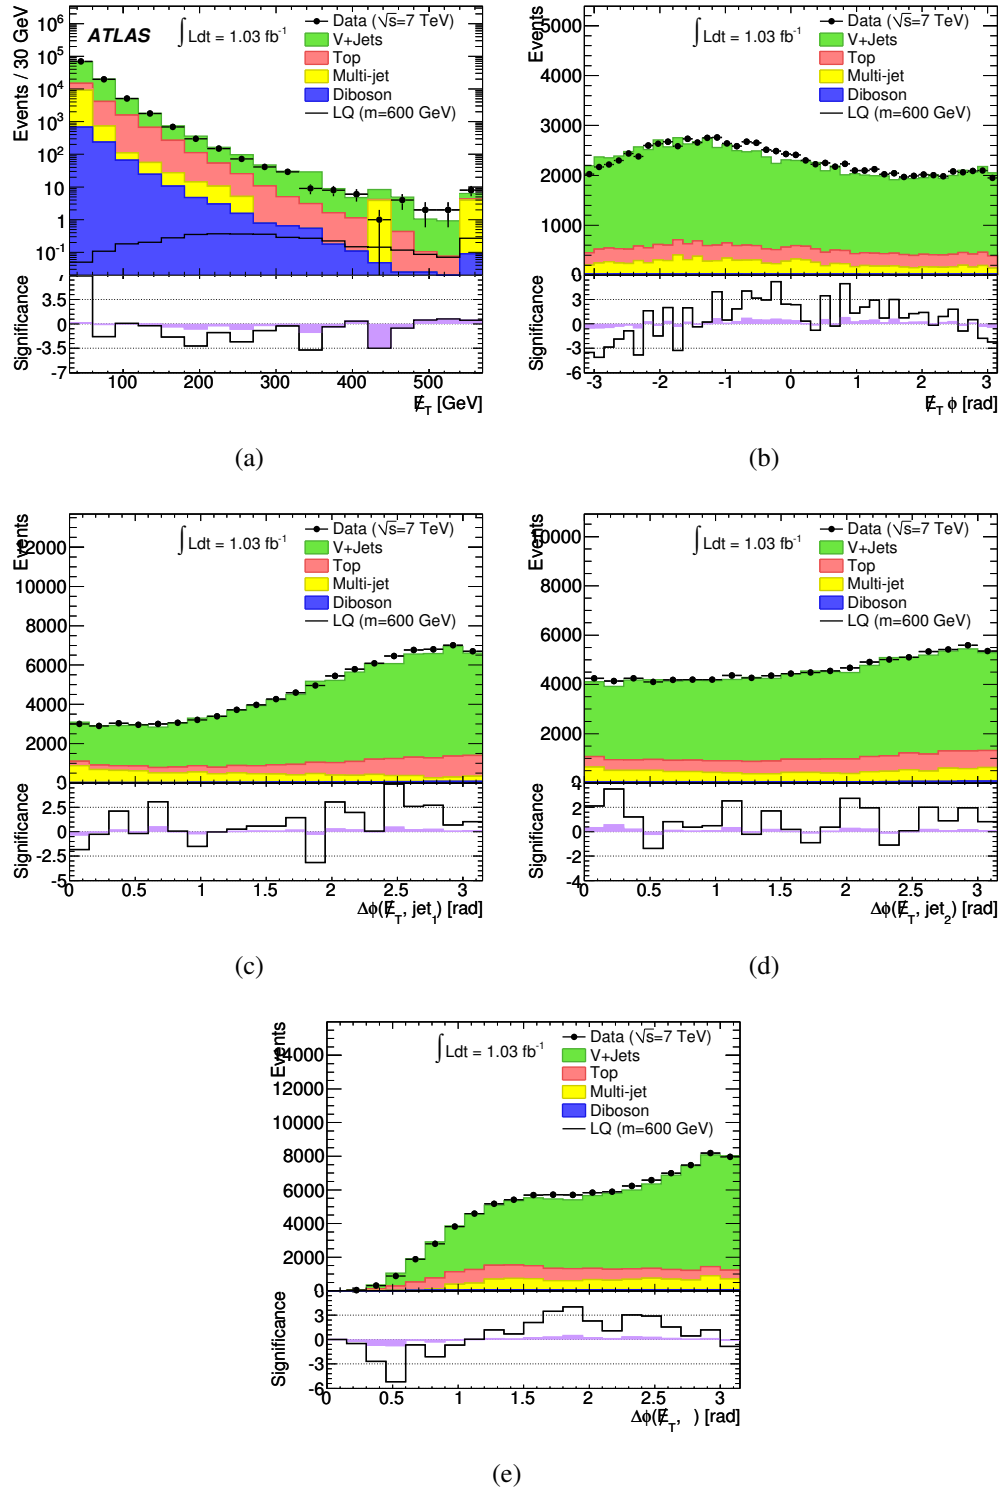 Events / 30 GeV
10^6
10^5
10^4
10^3
10^2
10
1
10^-1
ATLAS
∫ Ldt = 1.03 fb^-1
Data (√s=7 TeV)
V+Jets
Top
Multi-jet
Diboson
LQ (m=600 GeV)
Significance
7
3.5
0
-3.5
-7
100 200 300 400 500
E̸_T [GeV]
(a)
Events
5000
4000
3000
2000
1000
0
∫ Ldt = 1.03 fb^-1
Data (√s=7 TeV)
V+Jets
Top
Multi-jet
Diboson
LQ (m=600 GeV)
Significance
6
3
0
-3
-6
-3 -2 -1 0 1 2 3
E̸_T ϕ [rad]
(b)
Events
12000
10000
8000
6000
4000
2000
0
∫ Ldt = 1.03 fb^-1
Data (√s=7 TeV)
V+Jets
Top
Multi-jet
Diboson
LQ (m=600 GeV)
Significance
5
2.5
0
-2.5
-5
0 0.5 1 1.5 2 2.5 3
Δϕ(E̸_T, jet_1) [rad]
(c)
Events
10000
8000
6000
4000
2000
0
∫ Ldt = 1.03 fb^-1
Data (√s=7 TeV)
V+Jets
Top
Multi-jet
Diboson
LQ (m=600 GeV)
Significance
4
2
0
-2
-4
0 0.5 1 1.5 2 2.5 3
Δϕ(E̸_T, jet_2) [rad]
(d)
Events
14000
12000
10000
8000
6000
4000
2000
0
∫ Ldt = 1.03 fb^-1
Data (√s=7 TeV)
V+Jets
Top
Multi-jet
Diboson
LQ (m=600 GeV)
Significance
6
3
0
-3
-6
0 0.5 1 1.5 2 2.5 3
Δϕ(E̸_T, ) [rad]
(e)